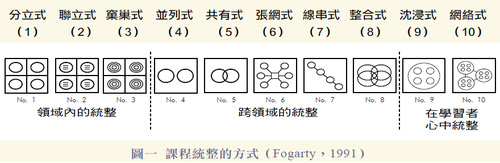 分立式 聯立式 窠巢式 並列式 共有式 張網式 線串式 整合式 沈浸式 網絡式
(1) (2) (3) (4) (5) (6) (7) (8) (9) (10)
No. 1 No. 2 No. 3 No. 4 No. 5 No. 6 No. 7 No. 8 No. 9 No. 10
領域內的統整 跨領域的統整 在學習者
心中統整
圖一 課程統整的方式（Fogarty，1991）